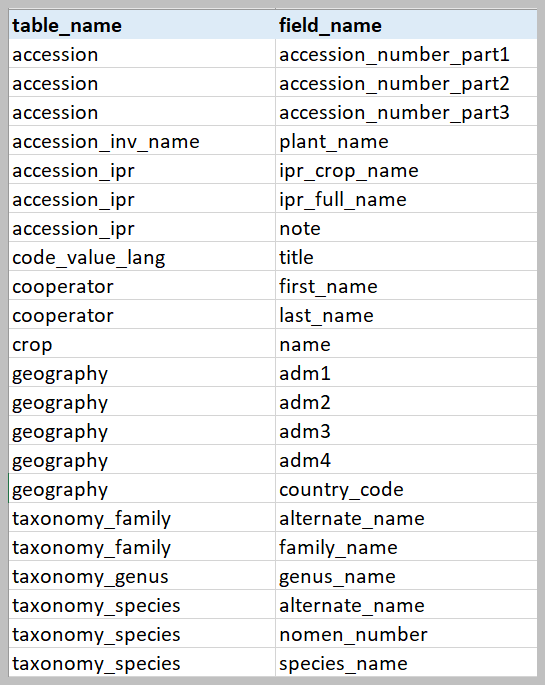 table_name field_name
accession accession_number_part1
accession accession_number_part2
accession accession_number_part3
accession_inv_name plant_name
accession_ipr ipr_crop_name
accession_ipr ipr_full_name
accession_ipr note
code_value_lang title
cooperator first_name
cooperator last_name
crop name
geography adm1
geography adm2
geography adm3
geography adm4
geography country_code
taxonomy_family alternate_name
taxonomy_family family_name
taxonomy_genus genus_name
taxonomy_species alternate_name
taxonomy_species nomen_number
taxonomy_species species_name